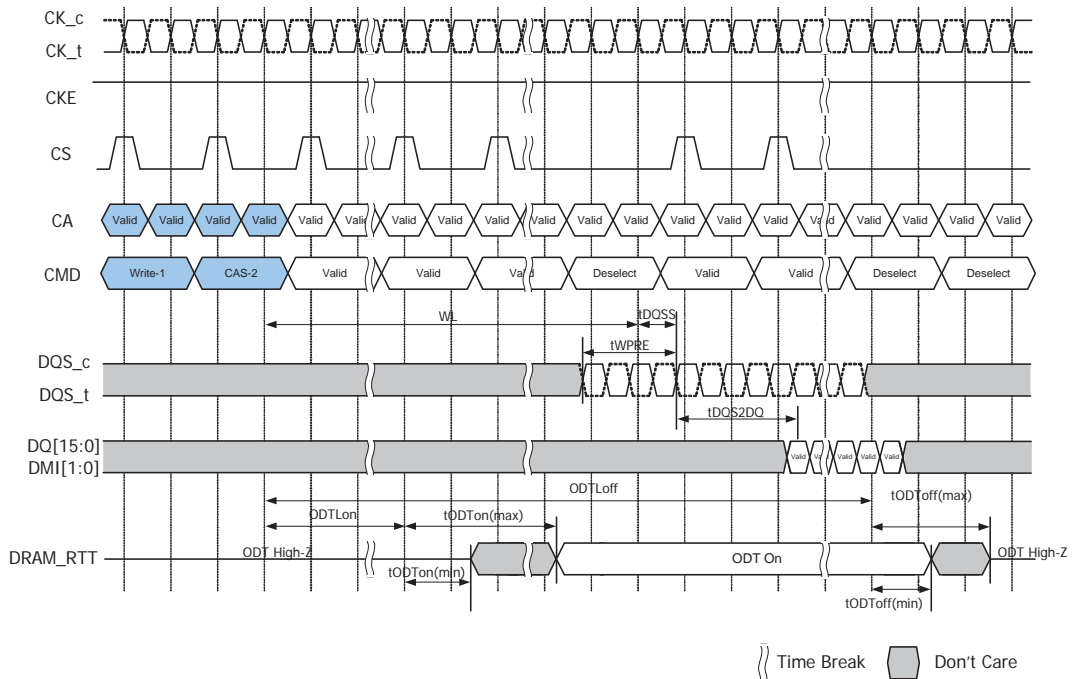 CK_c
CK_t
CKE
CS
CA
Valid Valid Valid Valid Valid Valid Valid Valid Valid Valid Valid Valid Valid Valid Valid Valid Valid Valid Valid Valid
CMD
Write-1 CAS-2 Valid Valid Valid Deselect Valid Valid Deselect Deselect
WL tDQSS
tWPRE
DQS_c
DQS_t
tDQS2DQ
DQ[15:0]
DMI[1:0]
Valid Valid Valid Valid Valid
ODTLoff
tODToff(max)
ODTLon tODTon(max)
DRAM_RTT
ODT High-Z ODT On ODT High-Z
tODTon(min)
tODToff(min)
Time Break Don't Care